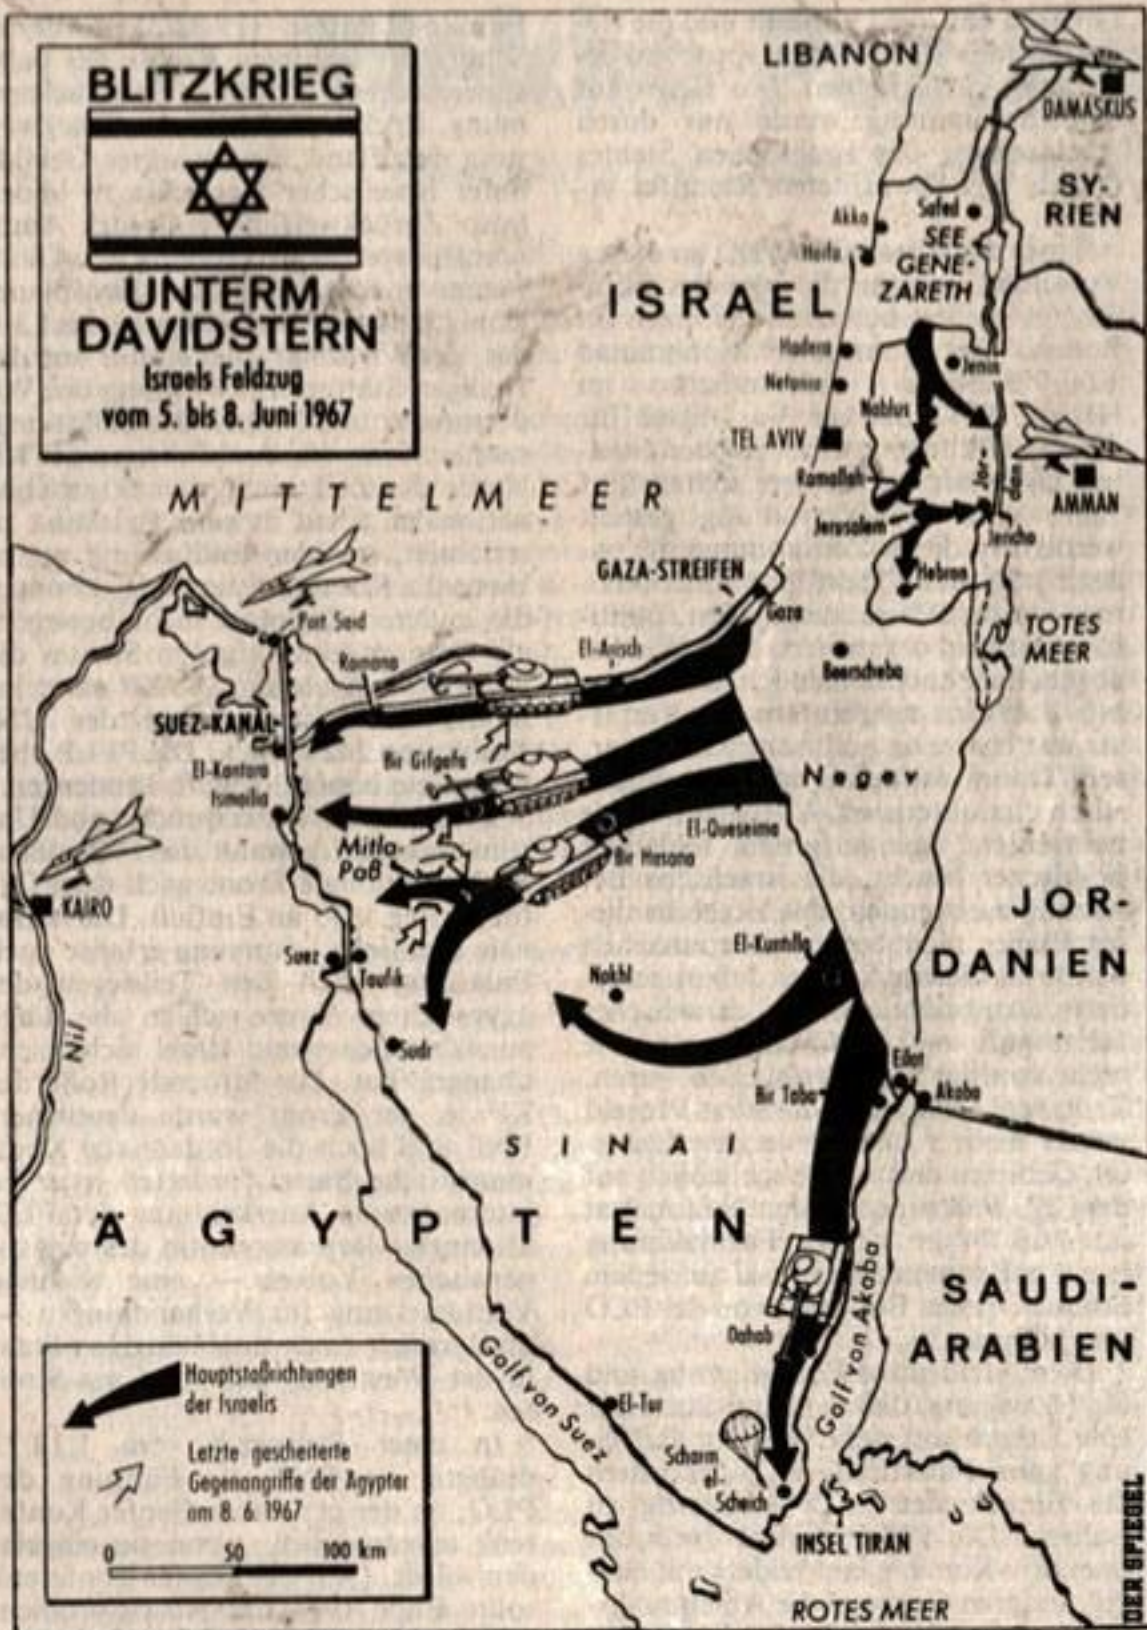 BLITZKRIEG
UNTERM
DAVIDSTERN
Israels Feldzug
vom 5. bis 8. Juni 1967
LIBANON
DAMASKUS
SY-
RIEN
Akko
Safed
Haifa
SEE
GENE-
ZARETH
ISRAEL
Hadera
Jenin
Netania
Nablus
TEL AVIV
Ramallah
Jor-
dan
AMMAN
MITTELMEER
Jerusalem
Jericho
GAZA-STREIFEN
Hebron
Gaza
Port Said
TOTES
MEER
El-Arisch
Romana
Beerscheba
SUEZ-KANAL
Bir Gifgafa
El-Kantara
Ismailia
Negev
El-Queseima
Mitla
Paß
Bir Hasana
KAIRO
JOR-
DANIEN
El-Kuntilla
Suez
Taufik
Nakhl
Nil
Sudr
Eilat
Bir Taba
Akaba
SINAI
ÄGYPTEN
SAUDI-
ARABIEN
Dahab
Golf von Akaba
Golf von Suez
El-Tur
Scharm
el-
Scheich
INSEL TIRAN
ROTES MEER
Hauptstoßrichtungen
der Israelis
Letzte gescheiterte
Gegenangriffe der Ägypter
am 8. 6. 1967
0 50 100 km
DER SPIEGEL